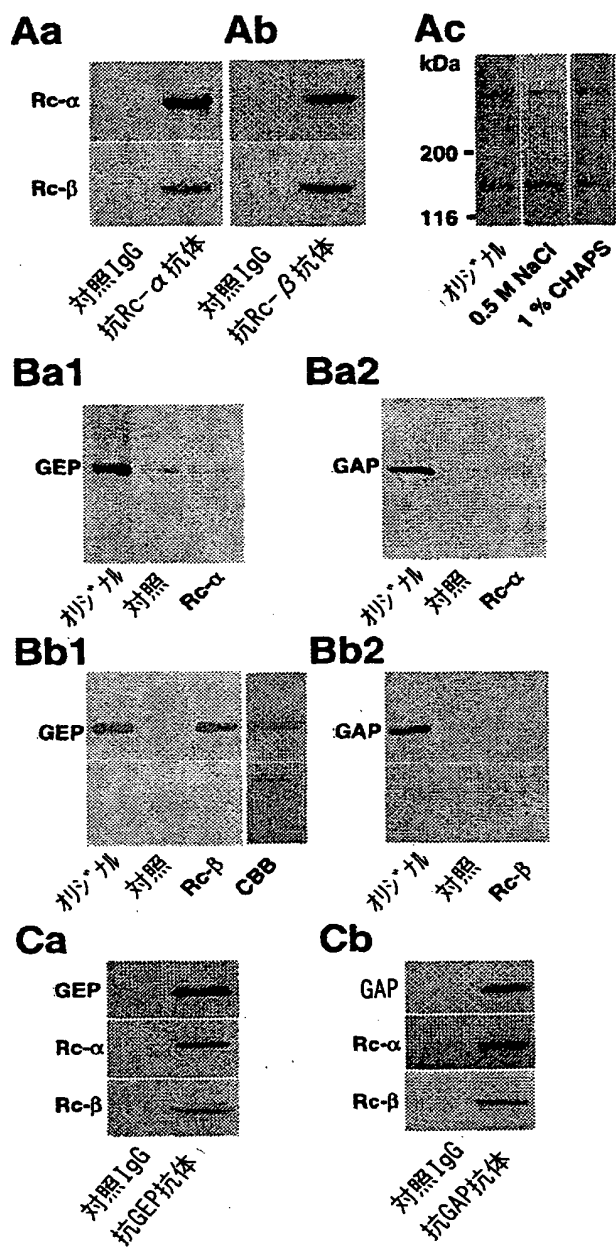 Aa
Ab
Ac
kDa
Rc-α
Rc-β
200
116
対照IgG
抗Rc-α抗体
対照IgG
抗Rc-β抗体
オリジナル
0.5 M NaCl
1 % CHAPS
Ba1
Ba2
GEP
GAP
オリジナル
対照
Rc-α
オリジナル
対照
Rc-α
Bb1
Bb2
GEP
GAP
オリジナル
対照
Rc-β
CBB
オリジナル
対照
Rc-β
Ca
Cb
GEP
GAP
Rc-α
Rc-α
Rc-β
Rc-β
対照IgG
抗GEP抗体
対照IgG
抗GAP抗体